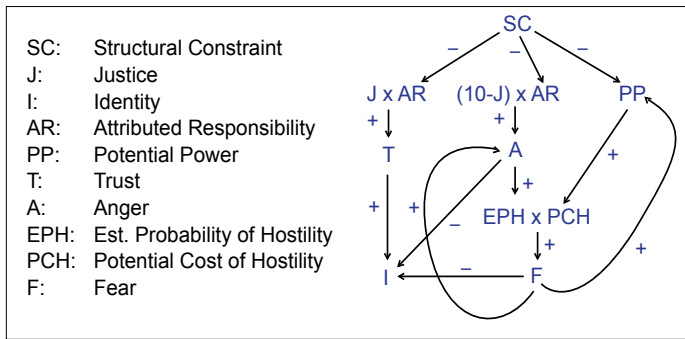 SC: Structural Constraint
J: Justice
I: Identity
AR: Attributed Responsibility
PP: Potential Power
T: Trust
A: Anger
EPH: Est. Probability of Hostility
PCH: Potential Cost of Hostility
F: Fear
SC
– – –
J x AR (10-J) x AR PP
+ +
T A
+
+
EPH x PCH
+ +
–
+
+
I – F